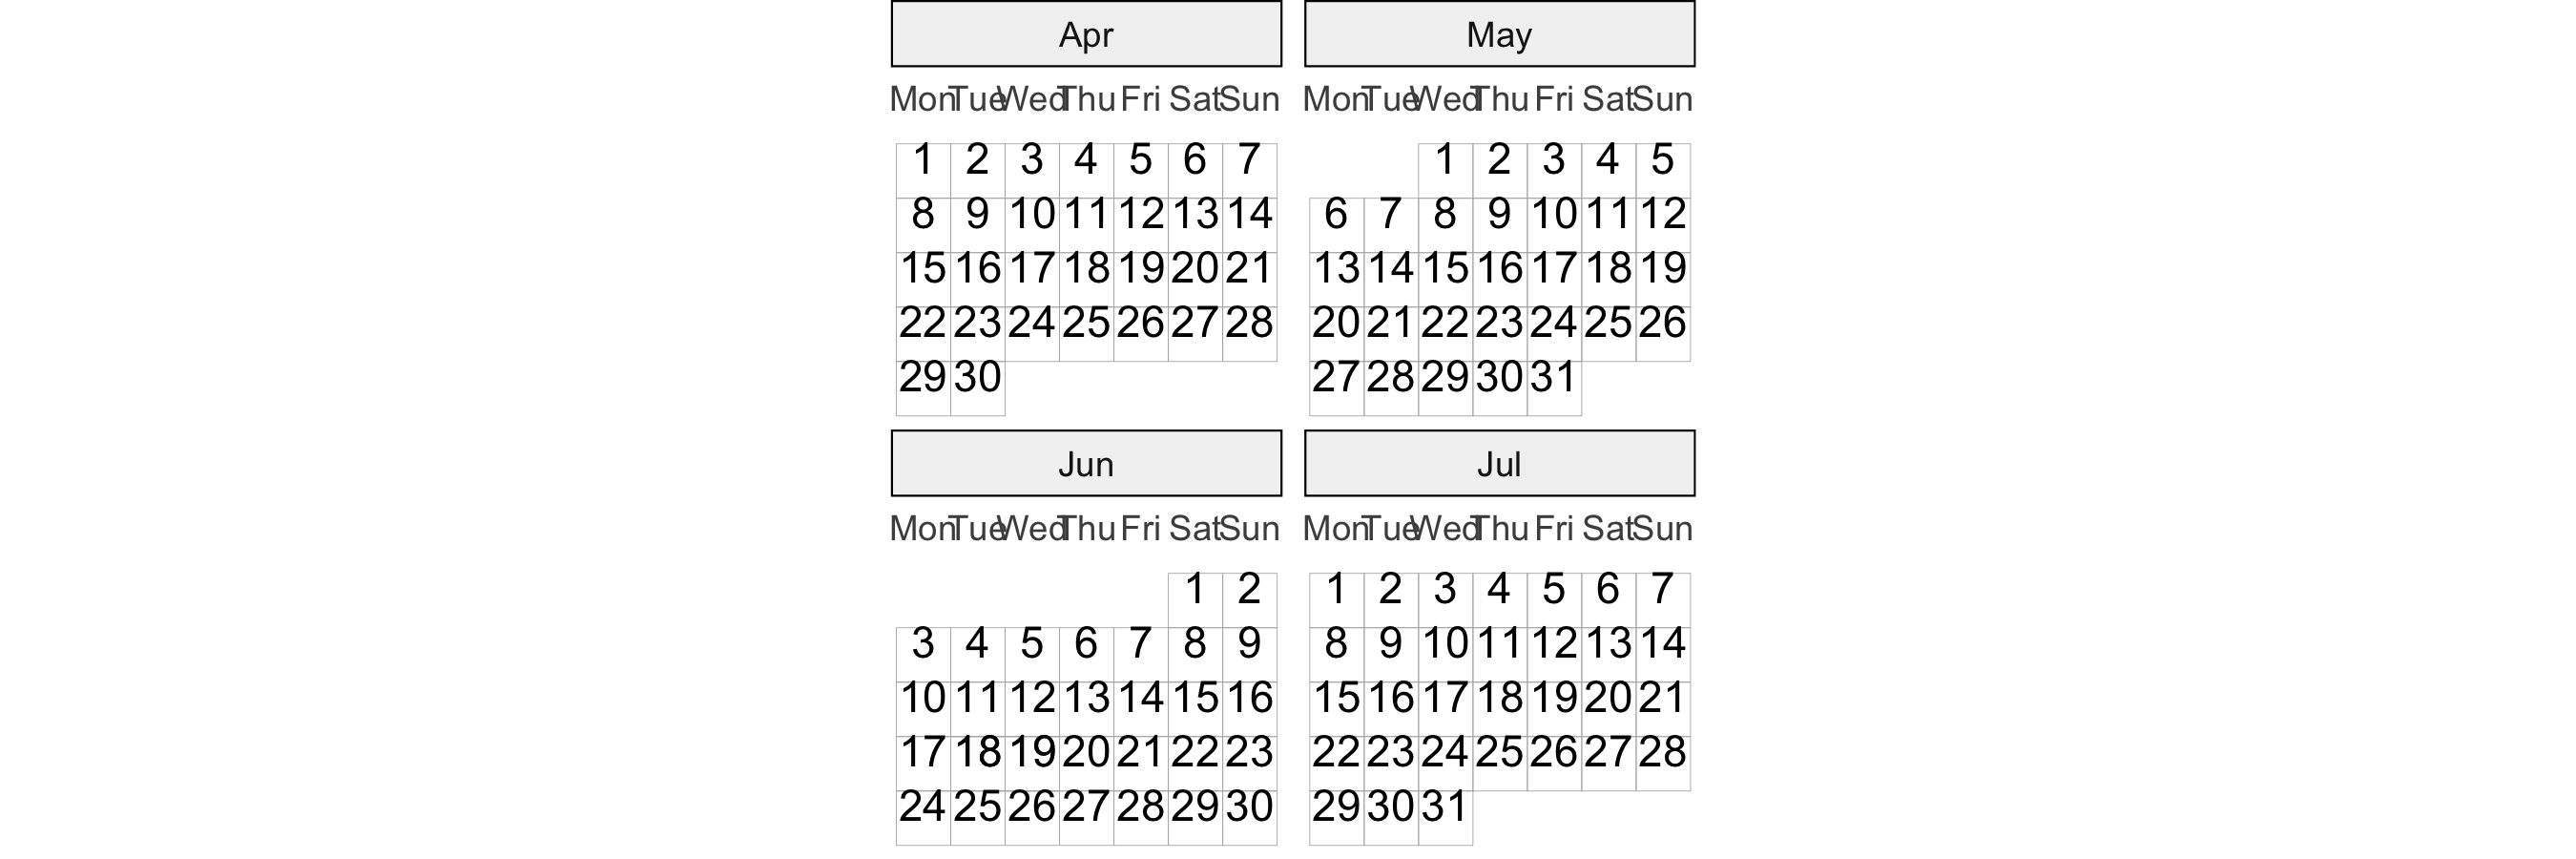 Apr
Mon Tue Wed Thu Fri Sat Sun
1 2 3 4 5 6 7
8 9 10 11 12 13 14
15 16 17 18 19 20 21
22 23 24 25 26 27 28
29 30
May
Mon Tue Wed Thu Fri Sat Sun
1 2 3 4 5
6 7 8 9 10 11 12
13 14 15 16 17 18 19
20 21 22 23 24 25 26
27 28 29 30 31
Jun
Mon Tue Wed Thu Fri Sat Sun
1 2
3 4 5 6 7 8 9
10 11 12 13 14 15 16
17 18 19 20 21 22 23
24 25 26 27 28 29 30
Jul
Mon Tue Wed Thu Fri Sat Sun
1 2 3 4 5 6 7
8 9 10 11 12 13 14
15 16 17 18 19 20 21
22 23 24 25 26 27 28
29 30 31